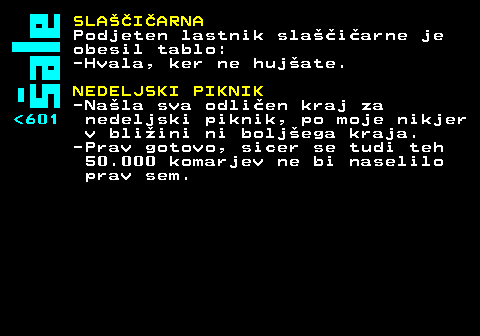 Šale
<601
SLAŠČIČARNA
Podjeten lastnik slaščičarne je
obesil tablo:
-Hvala, ker ne hujšate.
NEDELJSKI PIKNIK
-Našla sva odličen kraj za
nedeljski piknik, po moje nikjer
v bližini ni boljšega kraja.
-Prav gotovo, sicer se tudi teh
50.000 komarjev ne bi naselilo
prav sem.